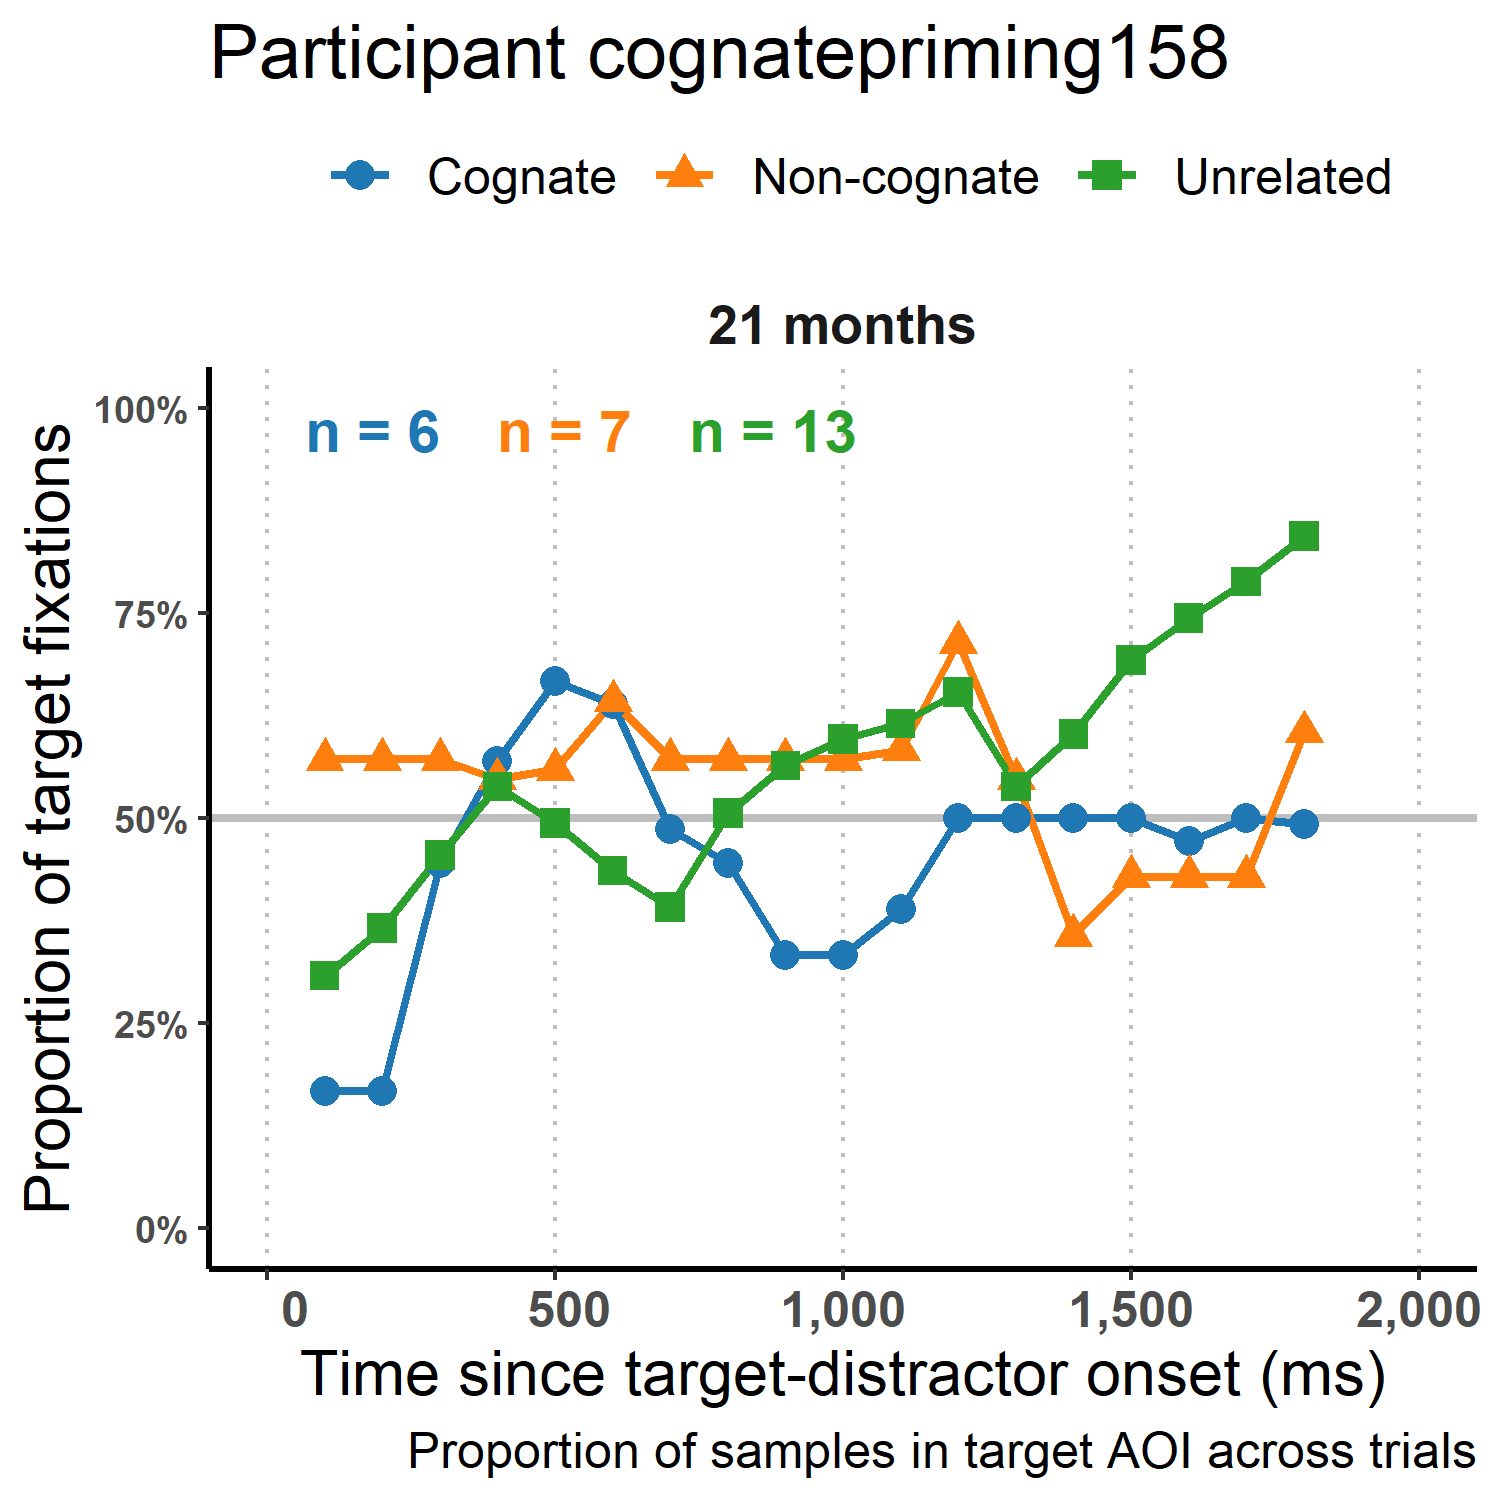 Participant cognatepriming158
Cognate Non-cognate Unrelated
21 months
n = 6 n = 7 n = 13
100%
75%
50%
25%
0%
Proportion of target fixations
0 500 1,000 1,500 2,000
Time since target-distractor onset (ms)
Proportion of samples in target AOI across trials